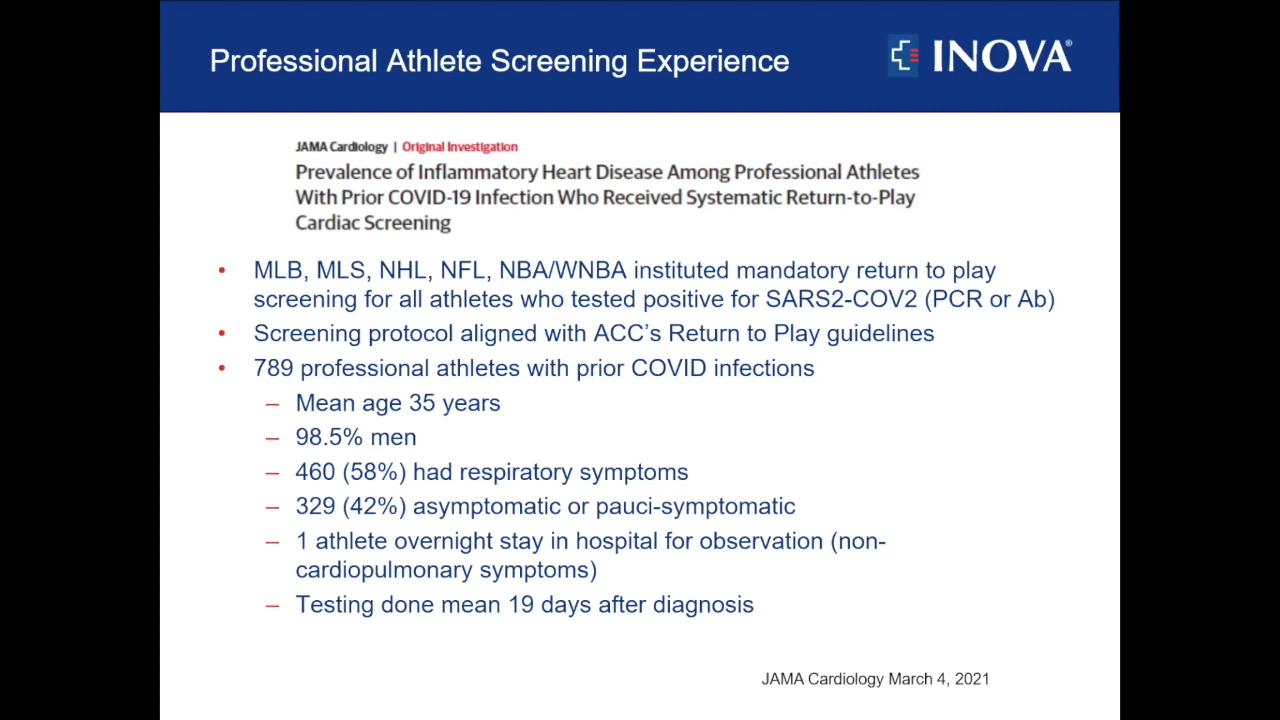 Professional Athlete Screening Experience
INOVA®
JAMA Cardiology | Original Investigation
Prevalence of Inflammatory Heart Disease Among Professional Athletes
With Prior COVID-19 Infection Who Received Systematic Return-to-Play
Cardiac Screening
• MLB, MLS, NHL, NFL, NBA/WNBA instituted mandatory return to play
screening for all athletes who tested positive for SARS2-COV2 (PCR or Ab)
• Screening protocol aligned with ACC's Return to Play guidelines
• 789 professional athletes with prior COVID infections
– Mean age 35 years
– 98.5% men
– 460 (58%) had respiratory symptoms
– 329 (42%) asymptomatic or pauci-symptomatic
– 1 athlete overnight stay in hospital for observation (non-
cardiopulmonary symptoms)
– Testing done mean 19 days after diagnosis
JAMA Cardiology March 4, 2021